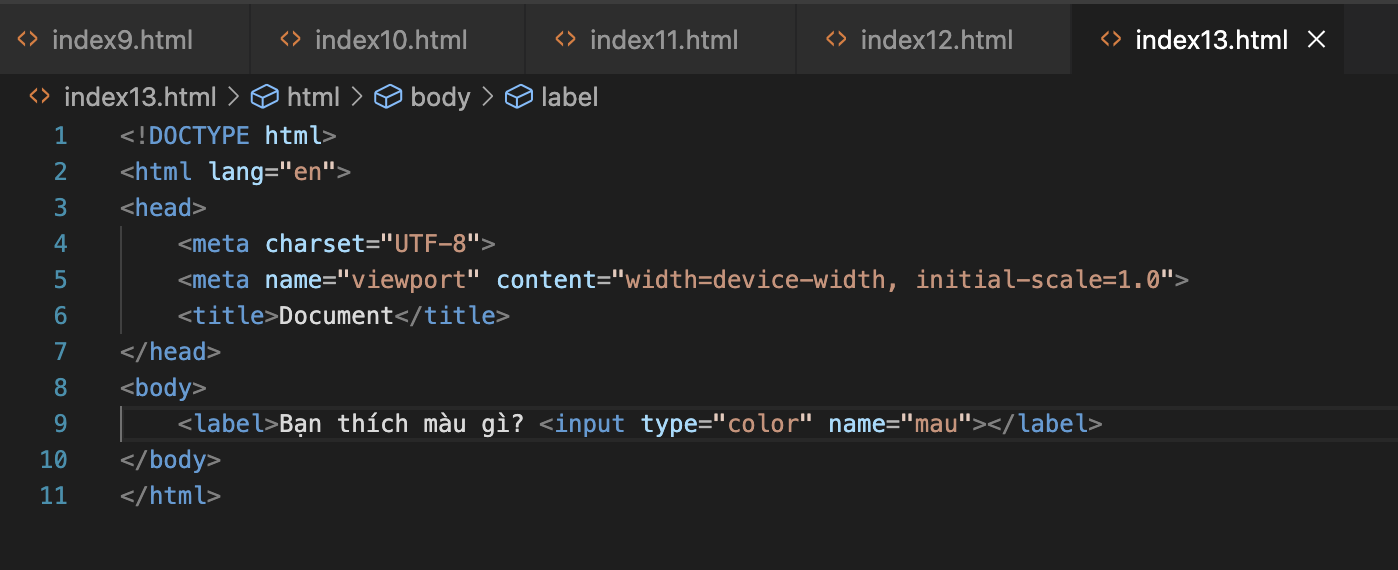 index9.html index10.html index11.html index12.html index13.html
index13.html > html > body > label
1 <!DOCTYPE html>
2 <html lang="en">
3 <head>
4     <meta charset="UTF-8">
5     <meta name="viewport" content="width=device-width, initial-scale=1.0">
6     <title>Document</title>
7 </head>
8 <body>
9     <label>Bạn thích màu gì? <input type="color" name="mau"></label>
10 </body>
11 </html>